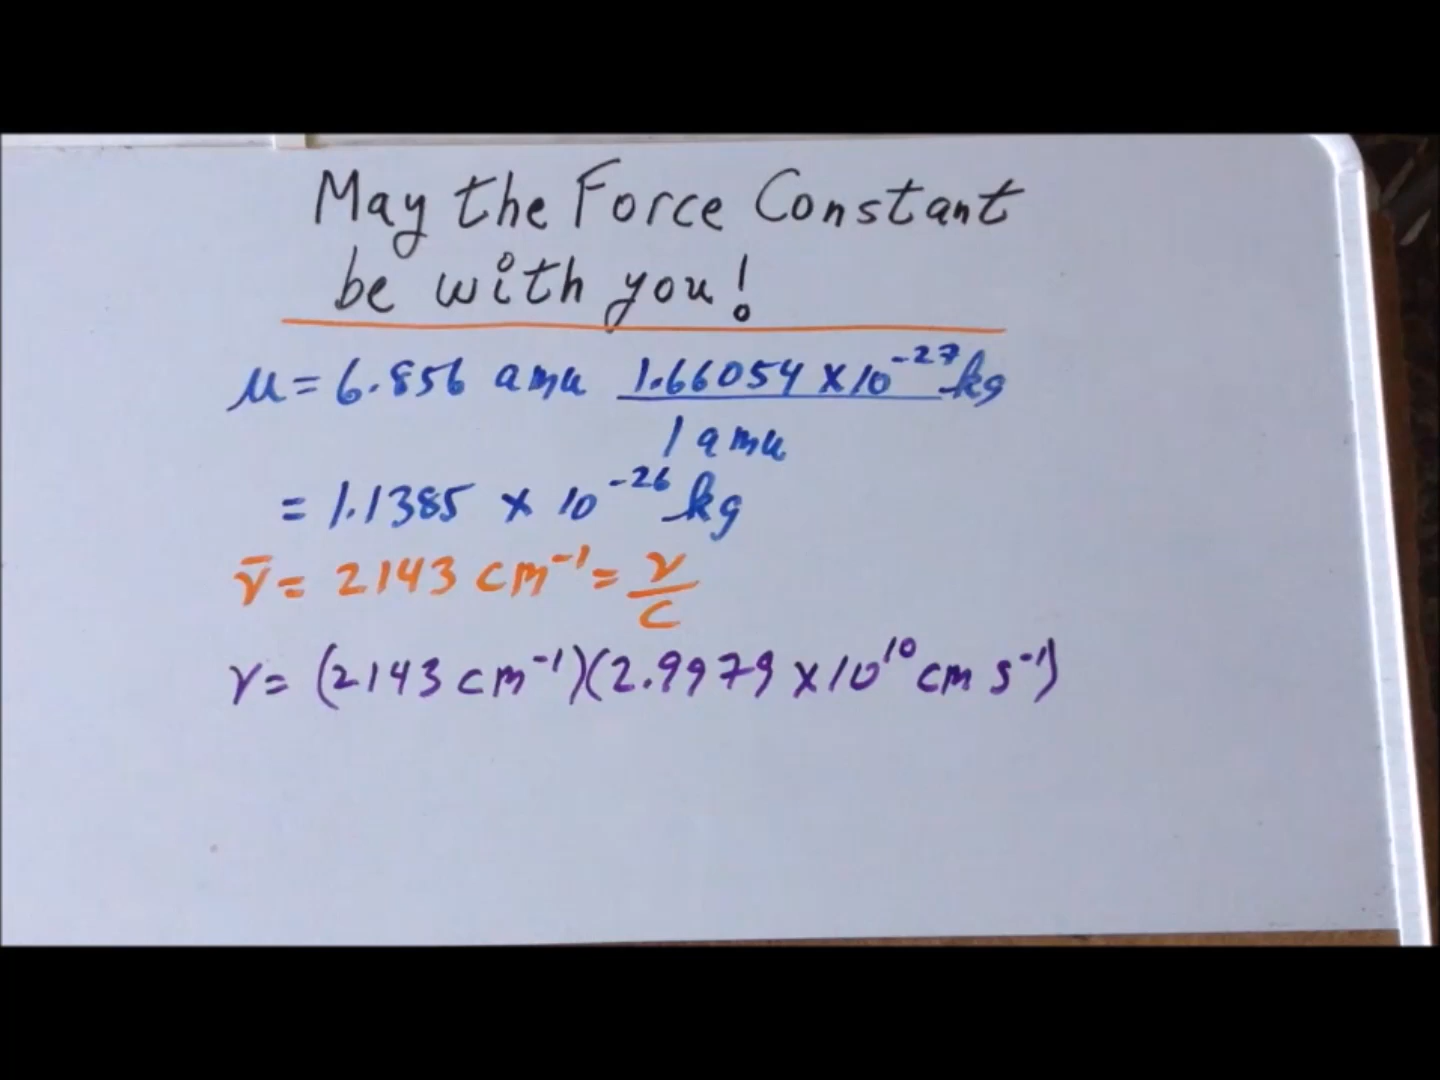 May the Force Constant
be with you!
μ = 6.856 amu 1.66054 × 10⁻²⁷ kg
1 amu
= 1.1385 × 10⁻²⁶ kg
ν̄ = 2143 cm⁻¹ = ν/c
ν = (2143 cm⁻¹)(2.9979 × 10¹⁰ cm s⁻¹)